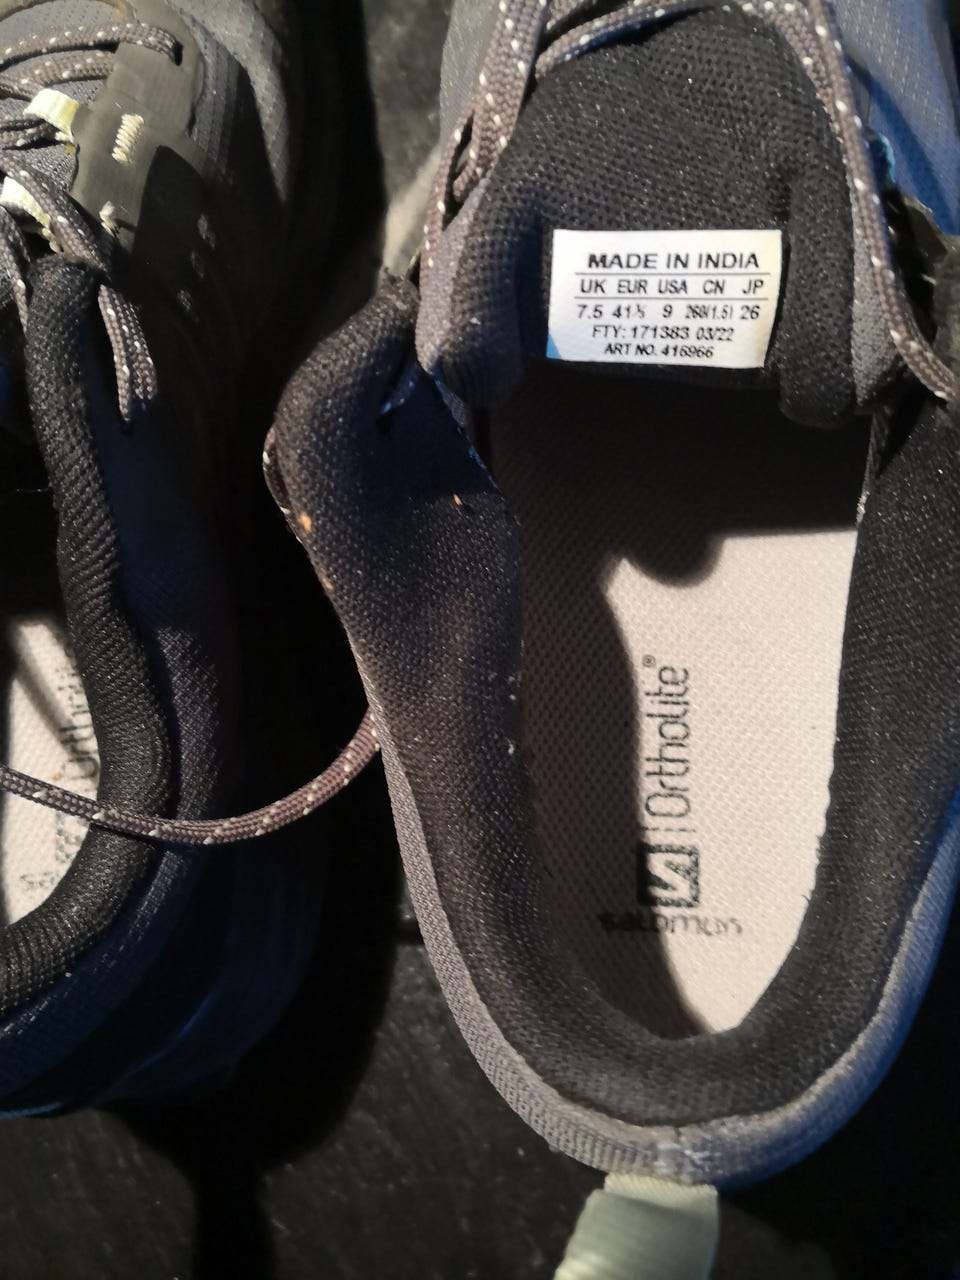 MADE IN INDIA
UK EUR USA CN JP
7.5 41⅓ 9 260(1.5) 26
FTY: 171383 03/22
ART NO. 416966
Ortholite®
salomon
Ortholite